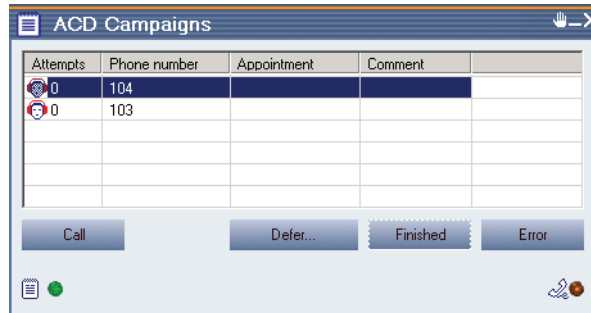 ACD Campaigns
Attempts Phone number Appointment Comment
0 104
0 103
Call Defer... Finished Error